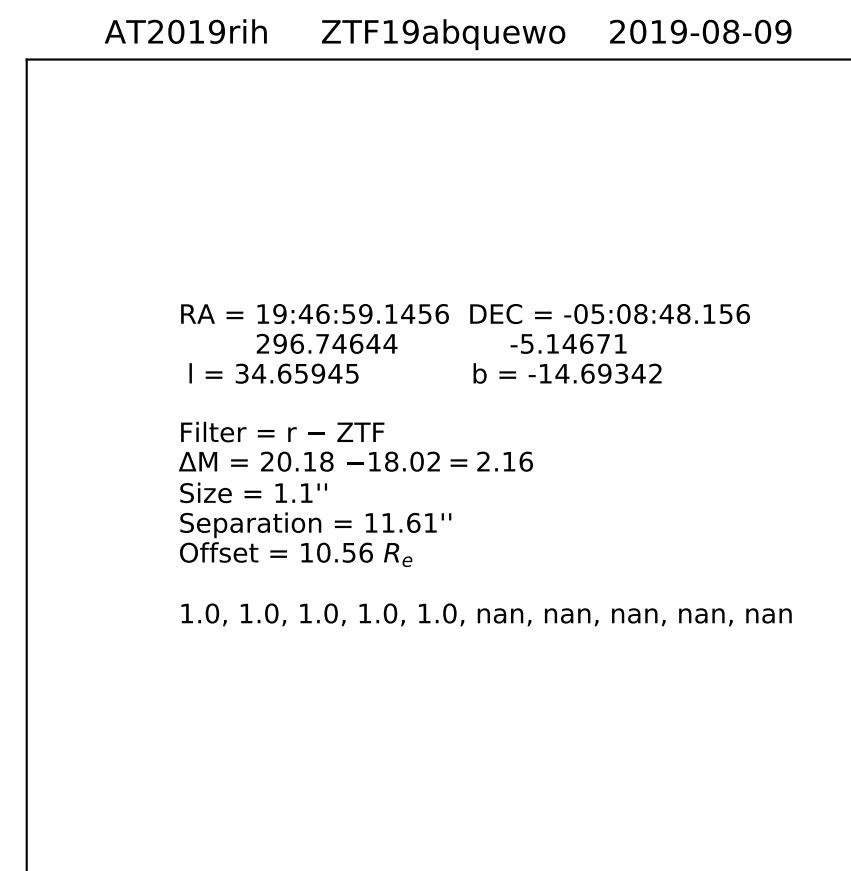 AT2019rih ZTF19abquewo 2019-08-09
RA = 19:46:59.1456 DEC = -05:08:48.156
296.74644 -5.14671
l = 34.65945 b = -14.69342
Filter = r − ZTF
ΔM = 20.18 −18.02 = 2.16
Size = 1.1''
Separation = 11.61''
Offset = 10.56 Rₑ
1.0, 1.0, 1.0, 1.0, 1.0, nan, nan, nan, nan, nan